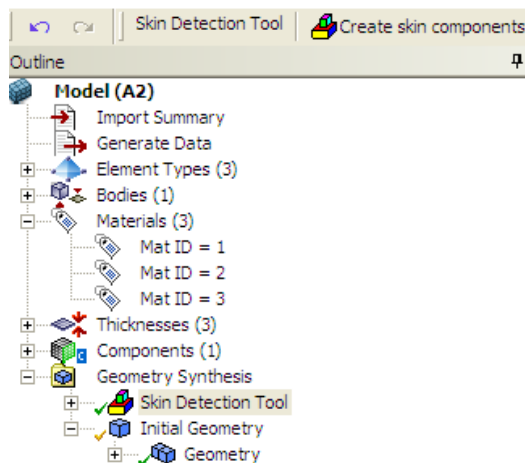 Skin Detection Tool Create skin components
Outline
Model (A2)
Import Summary
Generate Data
Element Types (3)
Bodies (1)
Materials (3)
Mat ID = 1
Mat ID = 2
Mat ID = 3
Thicknesses (3)
Components (1)
Geometry Synthesis
Skin Detection Tool
Initial Geometry
Geometry